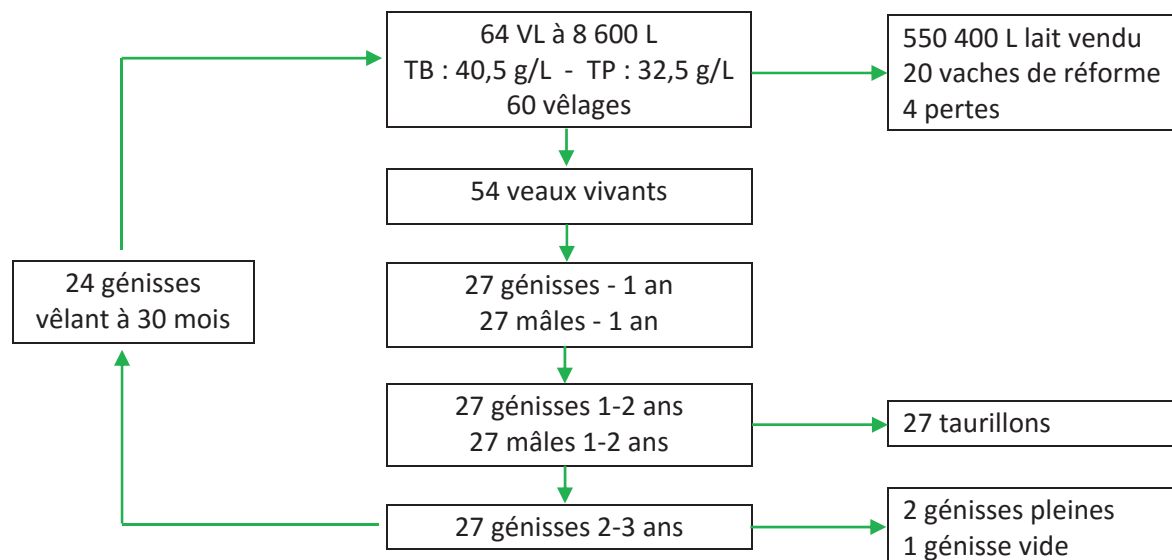 64 VL à 8 600 L
TB : 40,5 g/L - TP : 32,5 g/L
60 vêlages
550 400 L lait vendu
20 vaches de réforme
4 pertes
54 veaux vivants
24 génisses
vêlant à 30 mois
27 génisses - 1 an
27 mâles - 1 an
27 génisses 1-2 ans
27 mâles 1-2 ans
27 taurillons
27 génisses 2-3 ans
2 génisses pleines
1 génisse vide